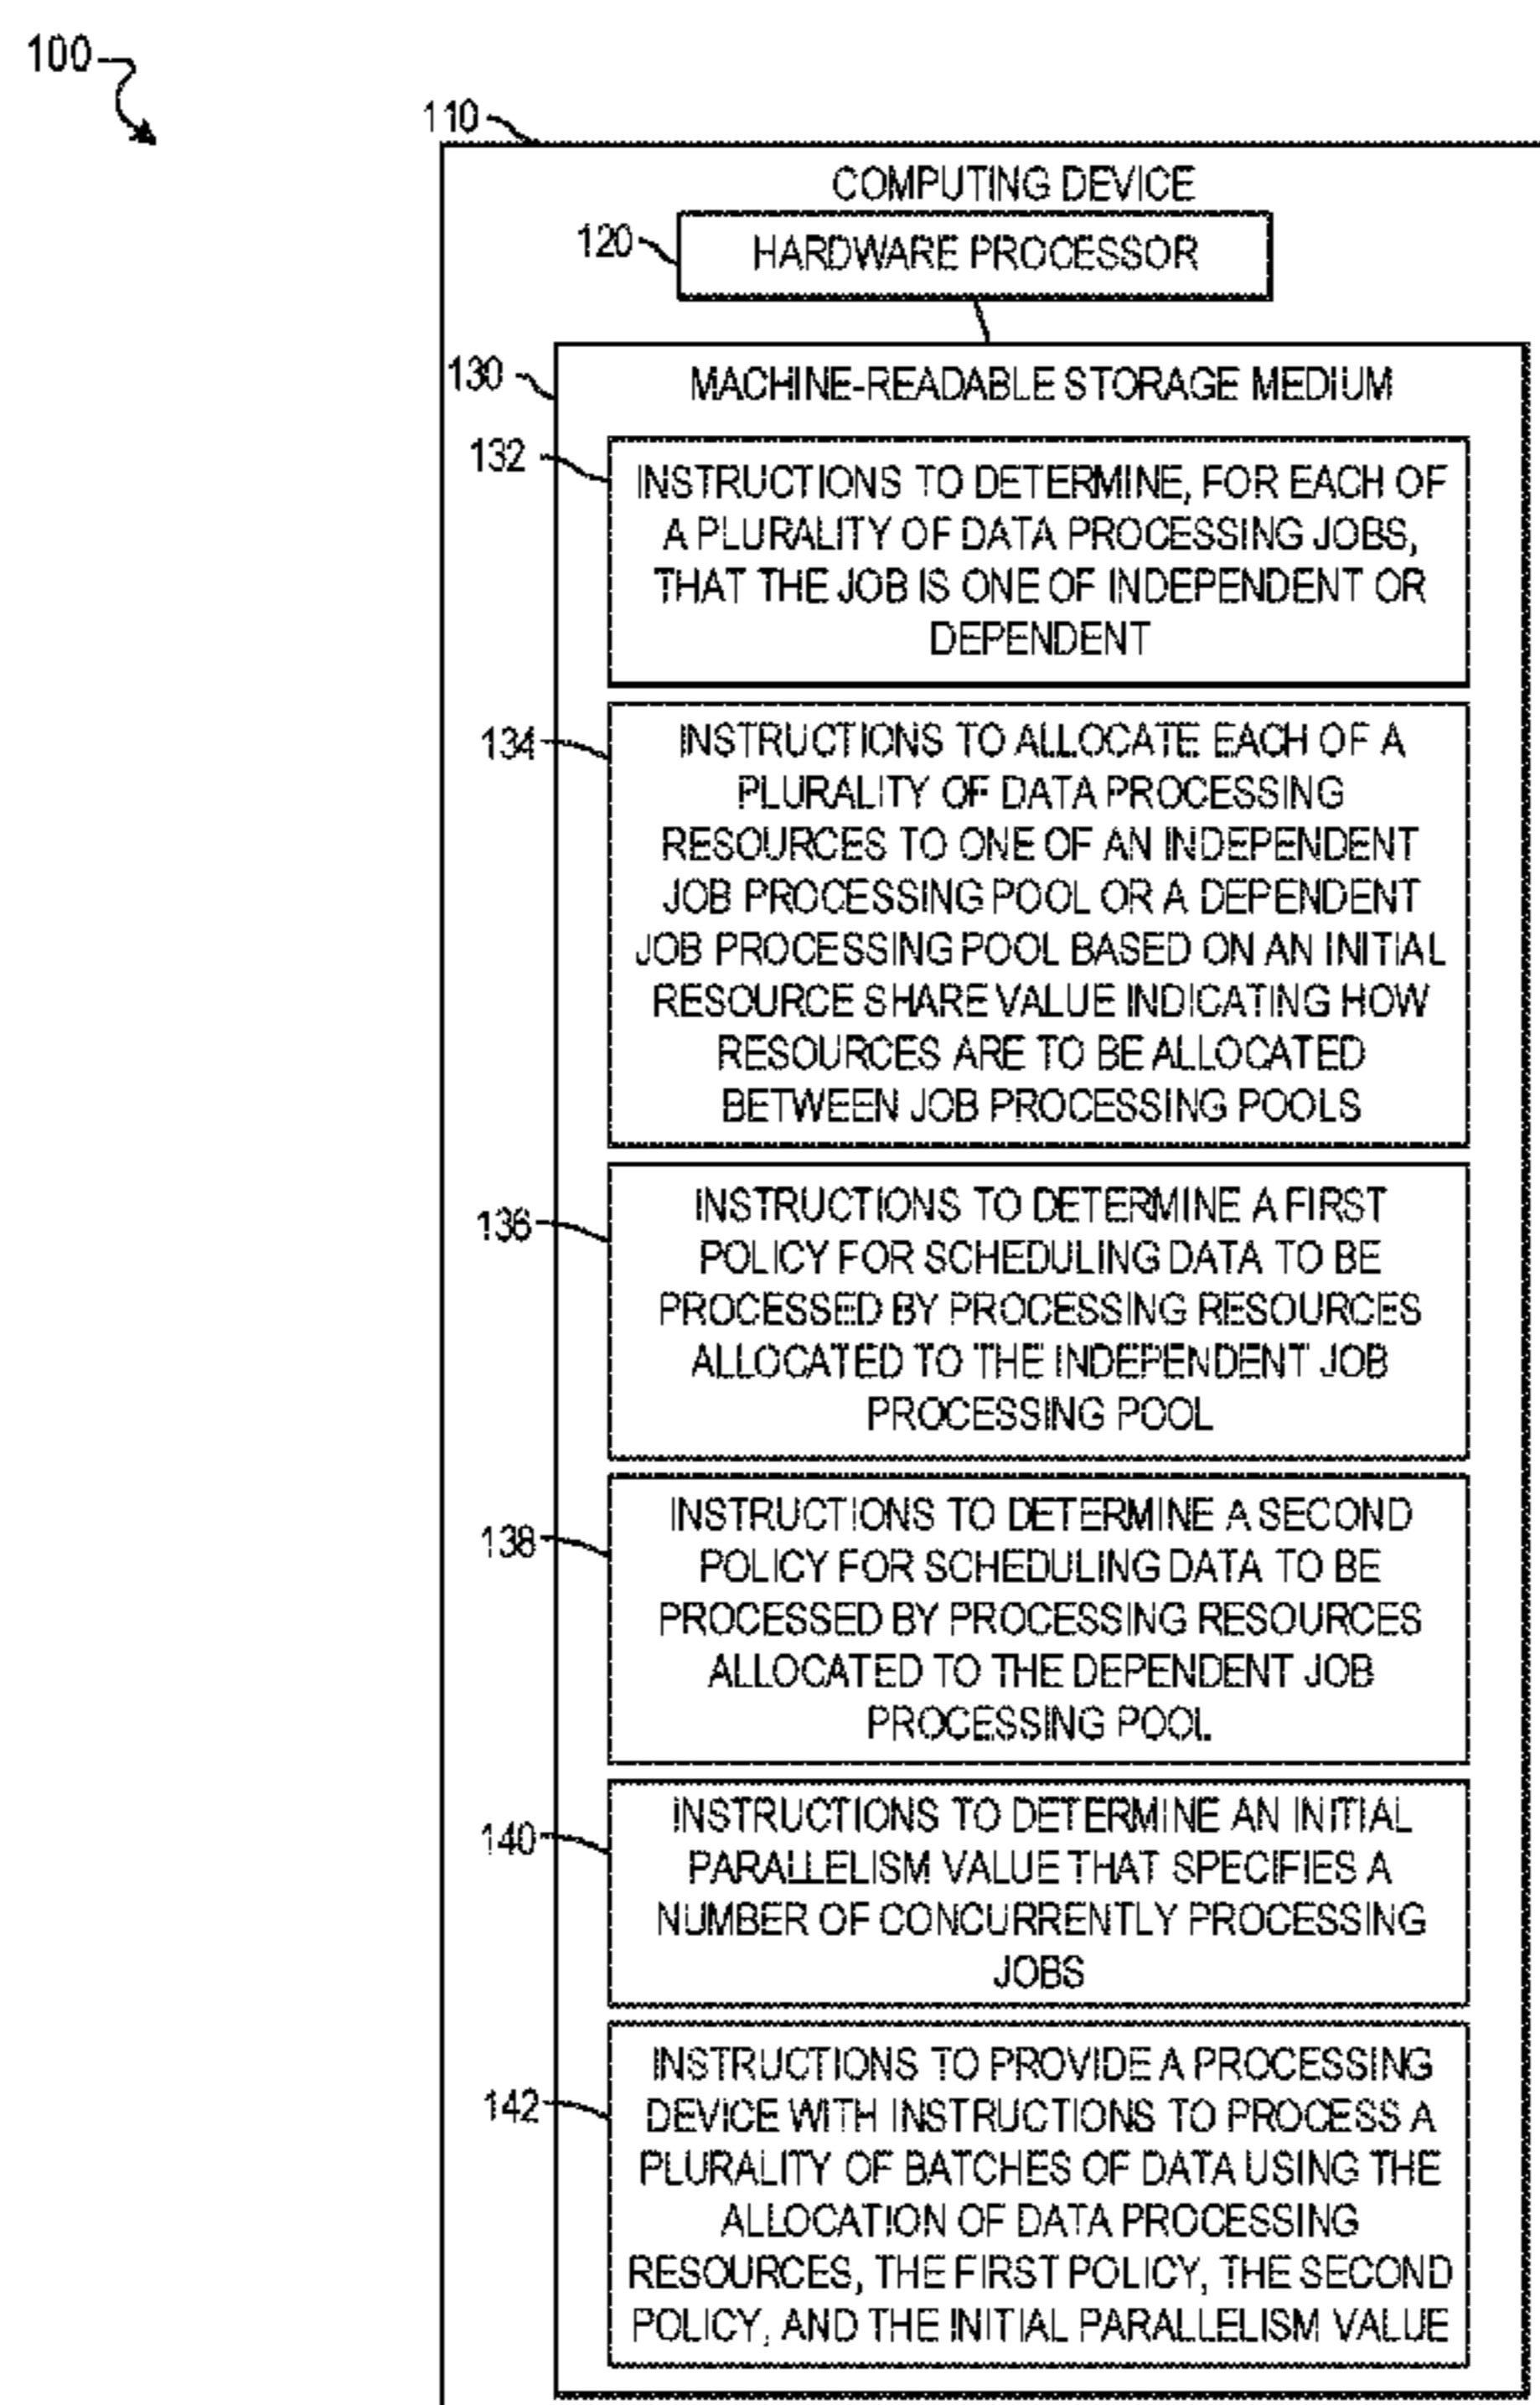 100
110
COMPUTING DEVICE
120
HARDWARE PROCESSOR
130
MACHINE-READABLE STORAGE MEDIUM
132
INSTRUCTIONS TO DETERMINE, FOR EACH OF
A PLURALITY OF DATA PROCESSING JOBS,
THAT THE JOB IS ONE OF INDEPENDENT OR
DEPENDENT
134
INSTRUCTIONS TO ALLOCATE EACH OF A
PLURALITY OF DATA PROCESSING
RESOURCES TO ONE OF AN INDEPENDENT
JOB PROCESSING POOL OR A DEPENDENT
JOB PROCESSING POOL BASED ON AN INITIAL
RESOURCE SHARE VALUE INDICATING HOW
RESOURCES ARE TO BE ALLOCATED
BETWEEN JOB PROCESSING POOLS
136
INSTRUCTIONS TO DETERMINE A FIRST
POLICY FOR SCHEDULING DATA TO BE
PROCESSED BY PROCESSING RESOURCES
ALLOCATED TO THE INDEPENDENT JOB
PROCESSING POOL
138
INSTRUCTIONS TO DETERMINE A SECOND
POLICY FOR SCHEDULING DATA TO BE
PROCESSED BY PROCESSING RESOURCES
ALLOCATED TO THE DEPENDENT JOB
PROCESSING POOL
140
INSTRUCTIONS TO DETERMINE AN INITIAL
PARALLELISM VALUE THAT SPECIFIES A
NUMBER OF CONCURRENTLY PROCESSING
JOBS
142
INSTRUCTIONS TO PROVIDE A PROCESSING
DEVICE WITH INSTRUCTIONS TO PROCESS A
PLURALITY OF BATCHES OF DATA USING THE
ALLOCATION OF DATA PROCESSING
RESOURCES, THE FIRST POLICY, THE SECOND
POLICY, AND THE INITIAL PARALLELISM VALUE